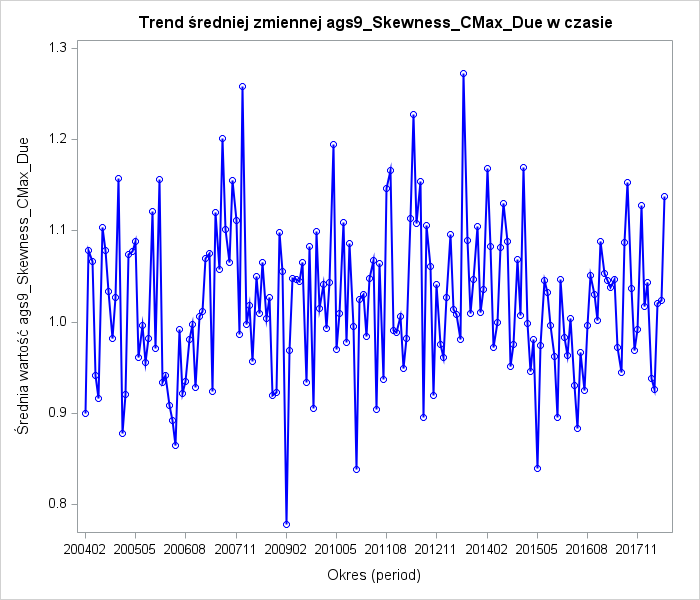 Trend średniej zmiennej ags9_Skewness_CMax_Due w czasie
Średnia wartość ags9_Skewness_CMax_Due
1.3
1.2
1.1
1.0
0.9
0.8
200402 200505 200608 200711 200902 201005 201108 201211 201402 201505 201608 201711
Okres (period)